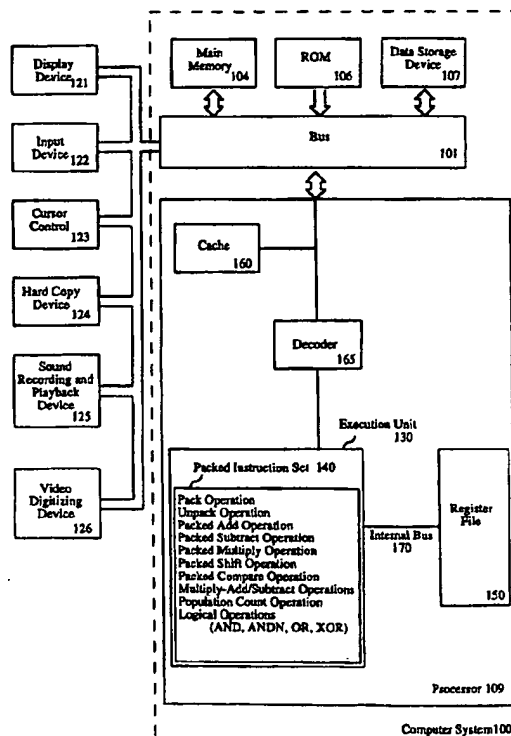 Display
Device
121
Input
Device
122
Cursor
Control
123
Hard Copy
Device
124
Sound
Recording and
Playback
Device
125
Video
Digitizing
Device
126
Main
Memory
104
ROM
106
Data Storage
Device
107
Bus
101
Cache
160
Decoder
165
Execution Unit
130
Packed Instruction Set 140
Pack Operation
Unpack Operation
Packed Add Operation
Packed Subtract Operation
Packed Multiply Operation
Packed Shift Operation
Packed Compare Operation
Multiply-Add/Subtract Operations
Population Count Operation
Logical Operations
(AND, ANDN, OR, XOR)
Internal Bus
170
Register
File
150
Processor 109
Computer System100